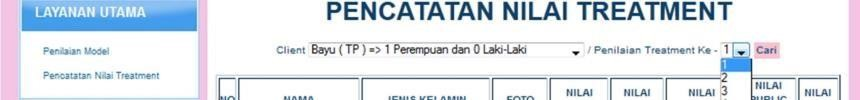 LAYANAN UTAMA
Penilaian Model
Pencatatan Nilai Treatment
PENCATATAN NILAI TREATMENT
Client Bayu ( TP ) => 1 Perempuan dan 0 Laki-Laki / Penilaian Treatment Ke - 1 Cari
1
2
3
NO NAMA JENIS KELAMIN FOTO NILAI NILAI NILAI NILAI NILAI